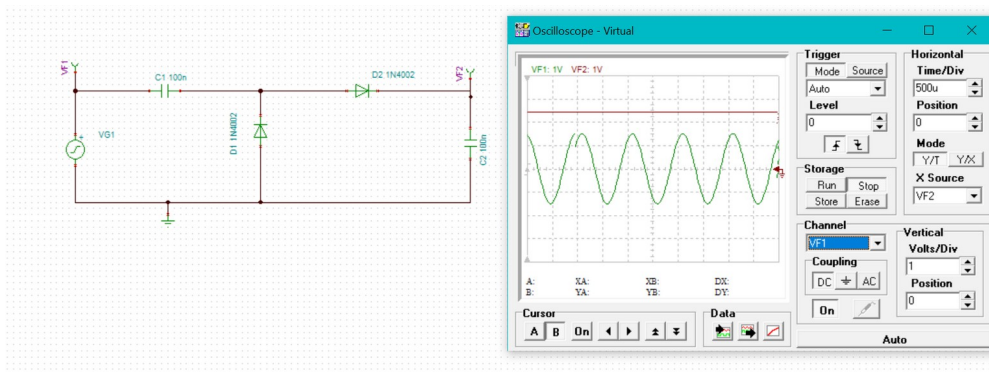 VF1
C1 100n
D2 1N4002
VF2
VG1
+
D1 1N4002
C2 100n
Oscilloscope - Virtual
VF1: 1V VF2: 1V
A: XA: XB: DX:
B: YA: YB: DY:
Cursor
A B On
Data
Trigger
Mode Source
Auto
Level
0
Storage
Run Stop
Store Erase
Channel
VF1
Coupling
DC AC
On
Horizontal
Time/Div
500u
Position
0
Mode
Y/T Y/X
X Source
VF2
Vertical
Volts/Div
1
Position
0
Auto